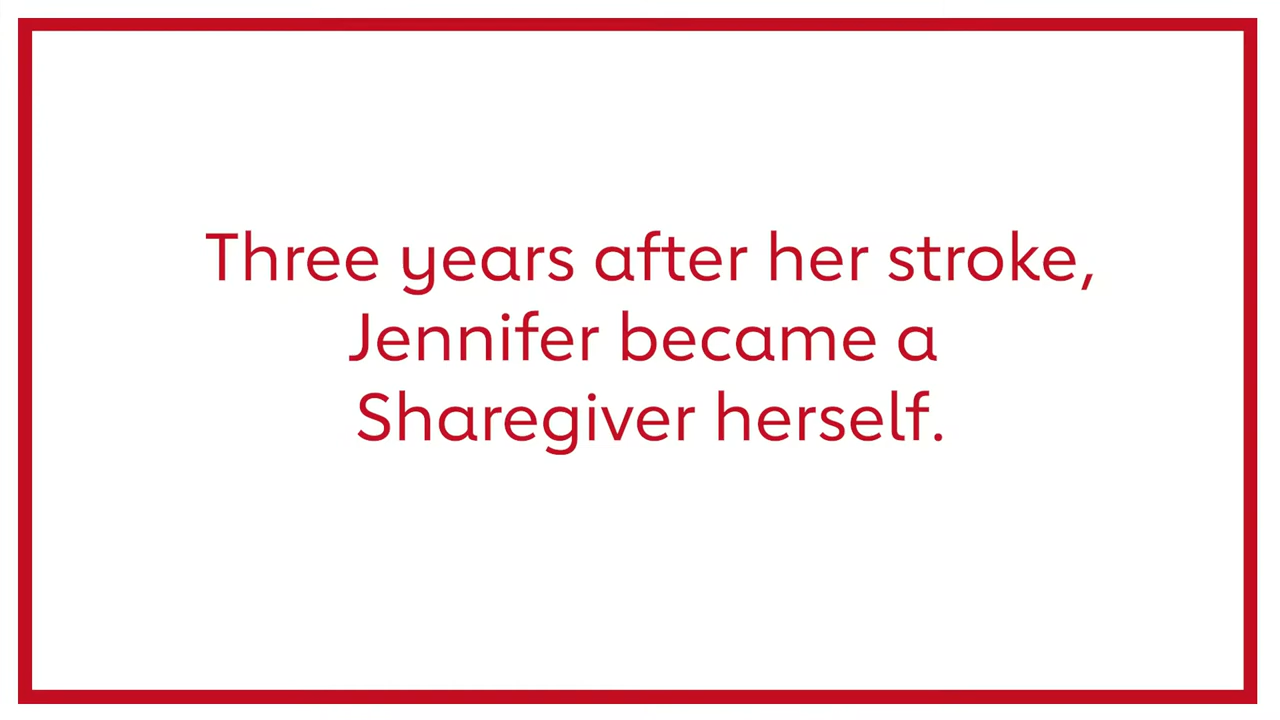 Three years after her stroke,
Jennifer became a
Sharegiver herself.